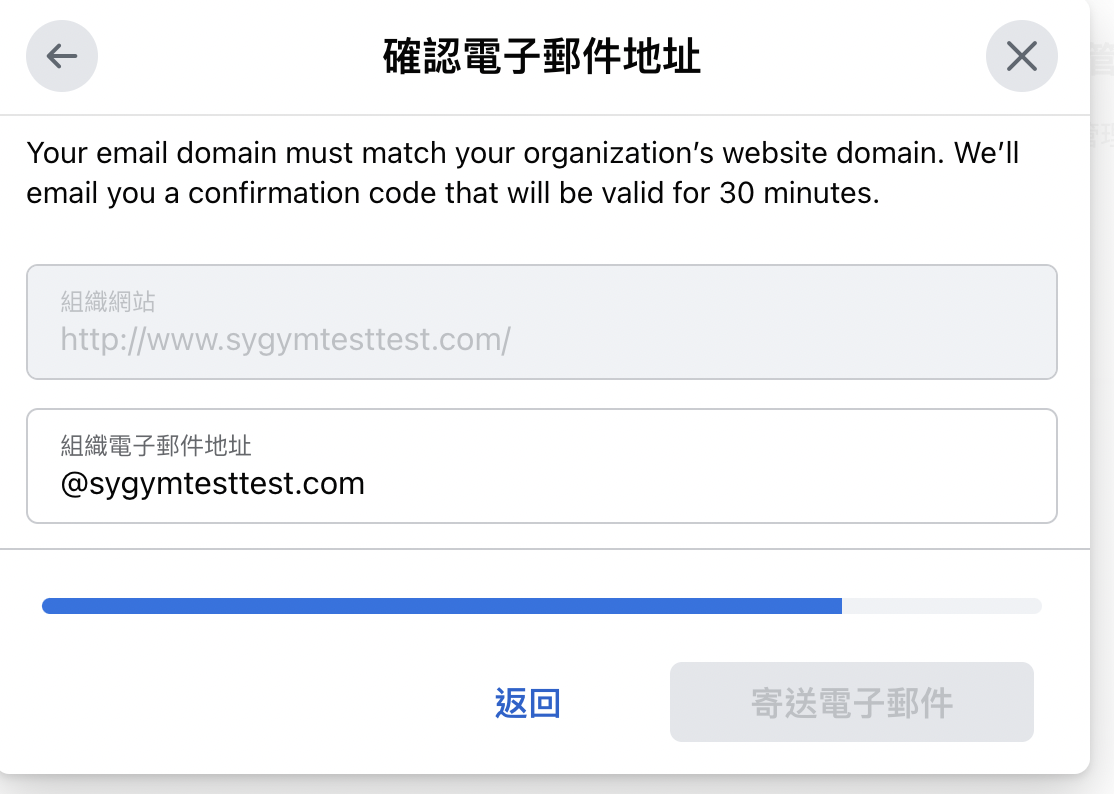 確認電子郵件地址
Your email domain must match your organization’s website domain. We’ll
email you a confirmation code that will be valid for 30 minutes.
組織網站
http://www.sygymtesttest.com/
組織電子郵件地址
@sygymtesttest.com
返回
寄送電子郵件